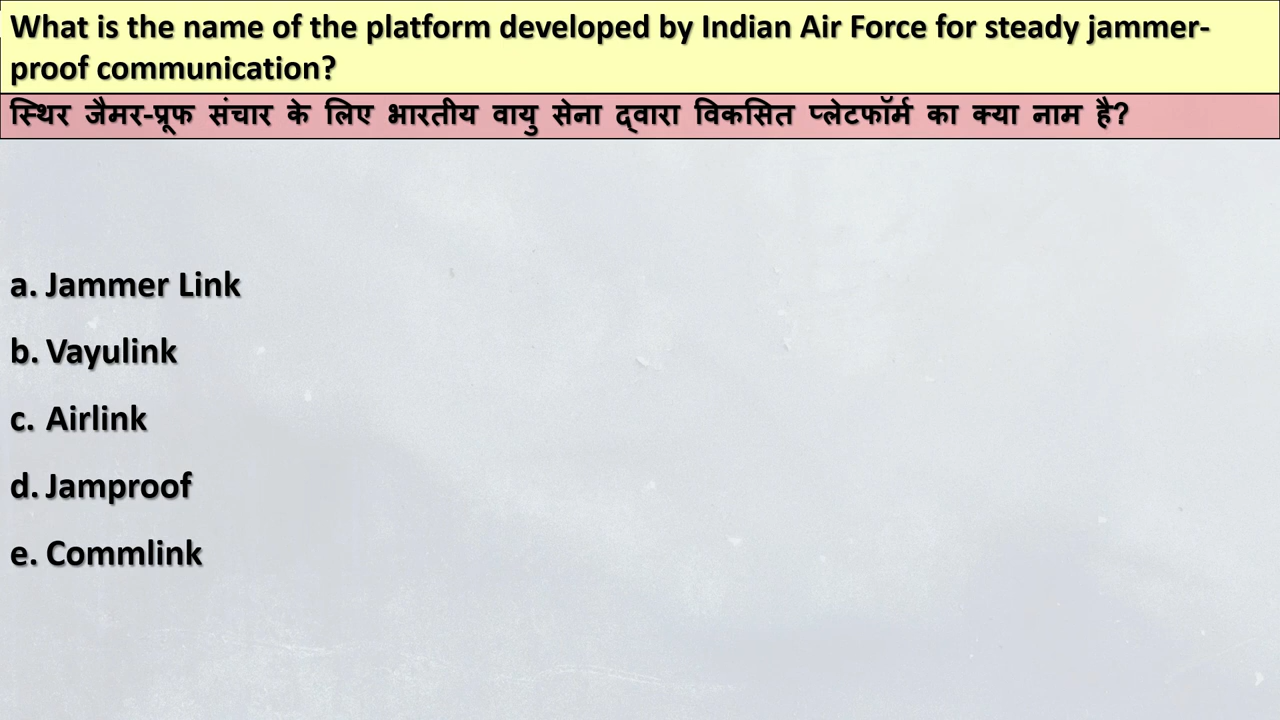 What is the name of the platform developed by Indian Air Force for steady jammer-
proof communication?
स्थिर जैमर-प्रूफ संचार के लिए भारतीय वायु सेना द्वारा विकसित प्लेटफॉर्म का क्या नाम है?
a. Jammer Link
b. Vayulink
c. Airlink
d. Jamproof
e. Commlink